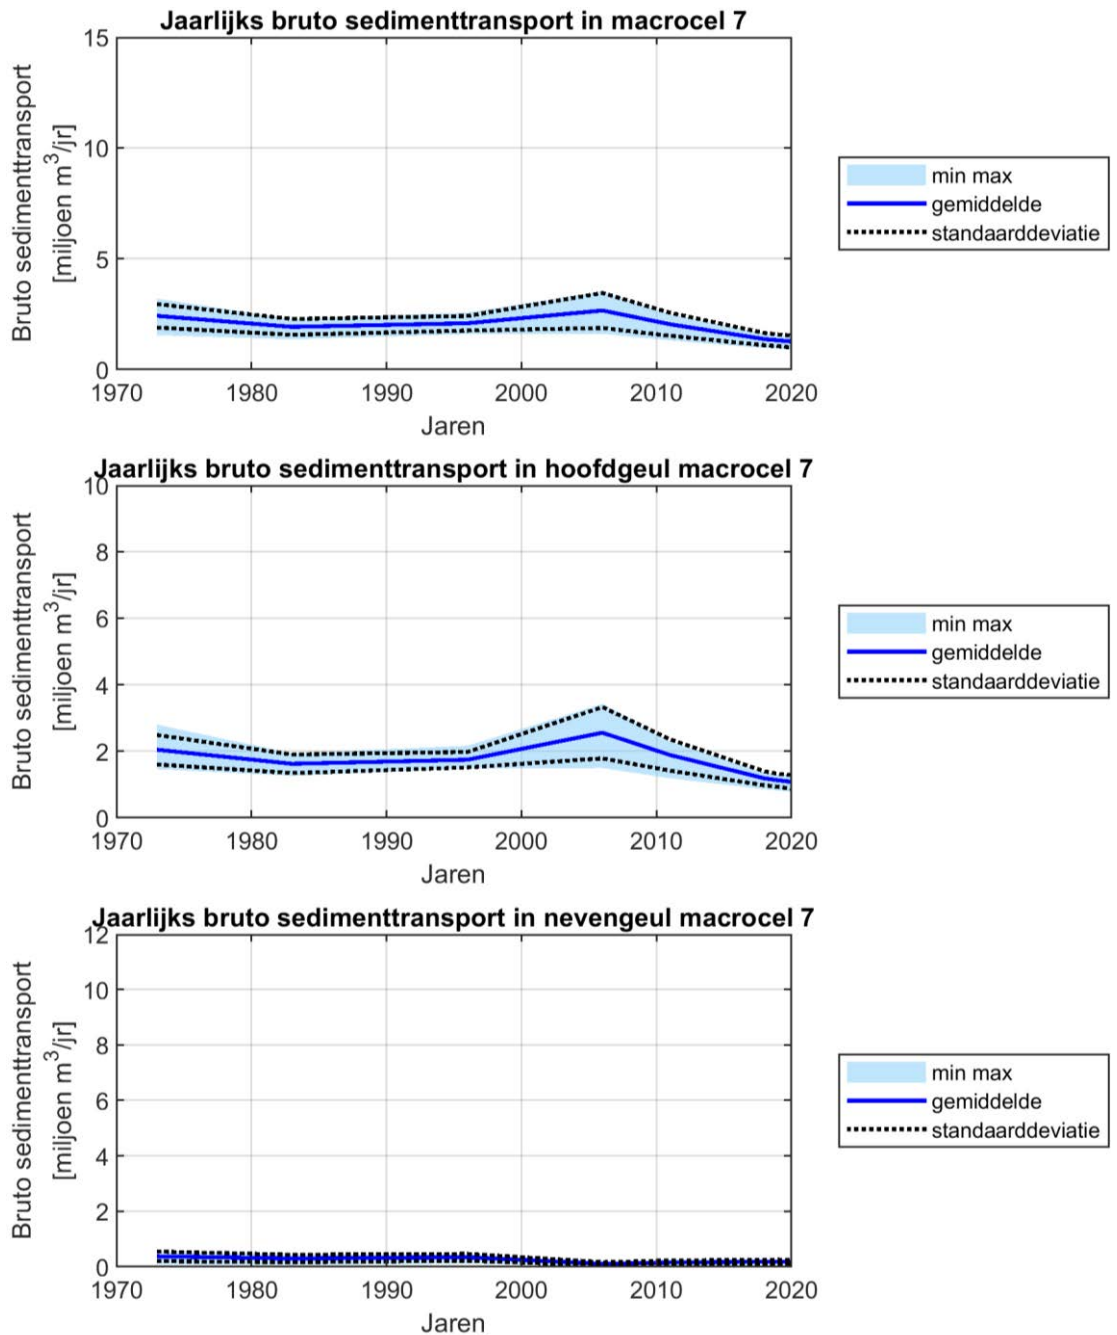 Jaarlijks bruto sedimenttransport in macrocel 7
15
10
5
0
Bruto sedimenttransport
[miljoen m³/jr]
1970 1980 1990 2000 2010 2020
Jaren
min max
gemiddelde
standaarddeviatie
Jaarlijks bruto sedimenttransport in hoofdgeul macrocel 7
10
8
6
4
2
0
Bruto sedimenttransport
[miljoen m³/jr]
1970 1980 1990 2000 2010 2020
Jaren
min max
gemiddelde
standaarddeviatie
Jaarlijks bruto sedimenttransport in nevengeul macrocel 7
12
10
8
6
4
2
0
Bruto sedimenttransport
[miljoen m³/jr]
1970 1980 1990 2000 2010 2020
Jaren
min max
gemiddelde
standaarddeviatie